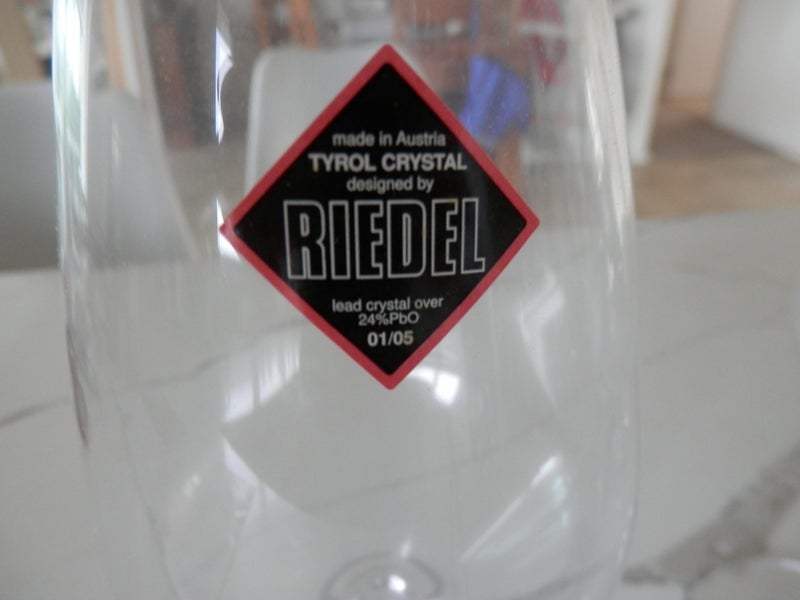 made in Austria
TYROL CRYSTAL
designed by
RIEDEL
lead crystal over
24%PbO
01/05